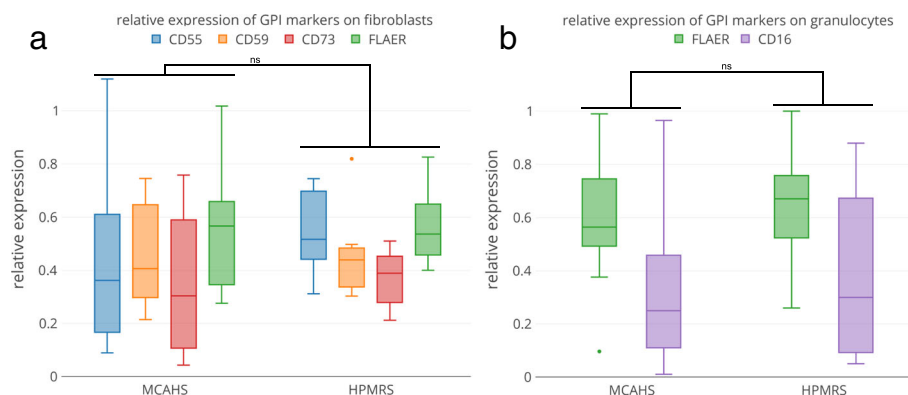 a
relative expression of GPI markers on fibroblasts
CD55 CD59 CD73 FLAER
ns
relative expression
1
0.8
0.6
0.4
0.2
0
MCAHS HPMRS
b
relative expression of GPI markers on granulocytes
FLAER CD16
ns
relative expression
1
0.8
0.6
0.4
0.2
0
MCAHS HPMRS